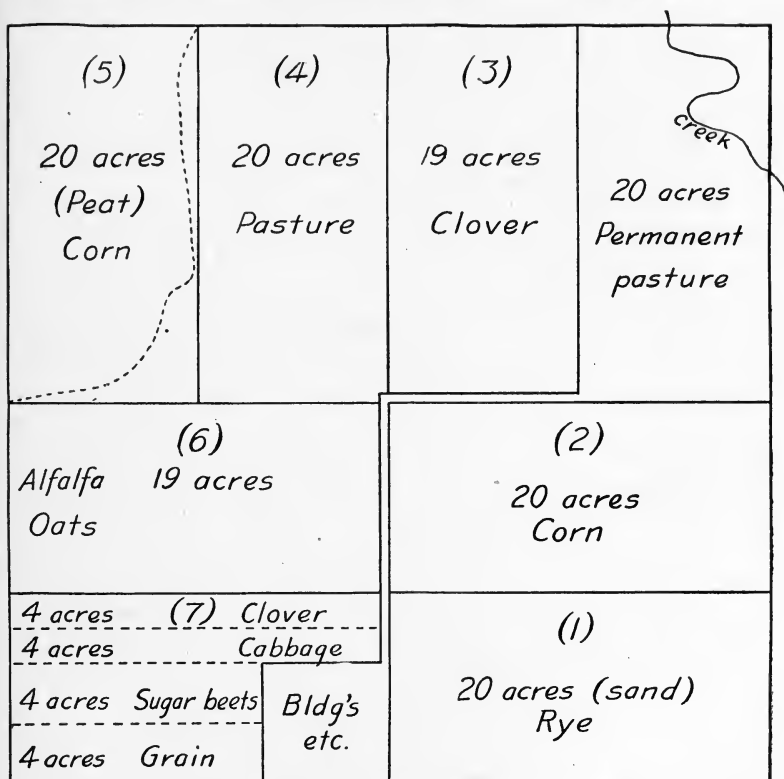 (5)
20 acres
(Peat)
Corn
(4)
20 acres
Pasture
(3)
19 acres
Clover
creek
20 acres
Permanent
pasture
(6)
Alfalfa 19 acres
Oats
(2)
20 acres
Corn
4 acres (7) Clover
4 acres Cabbage
4 acres Sugar beets
4 acres Grain
Bldg's
etc.
(1)
20 acres (sand)
Rye